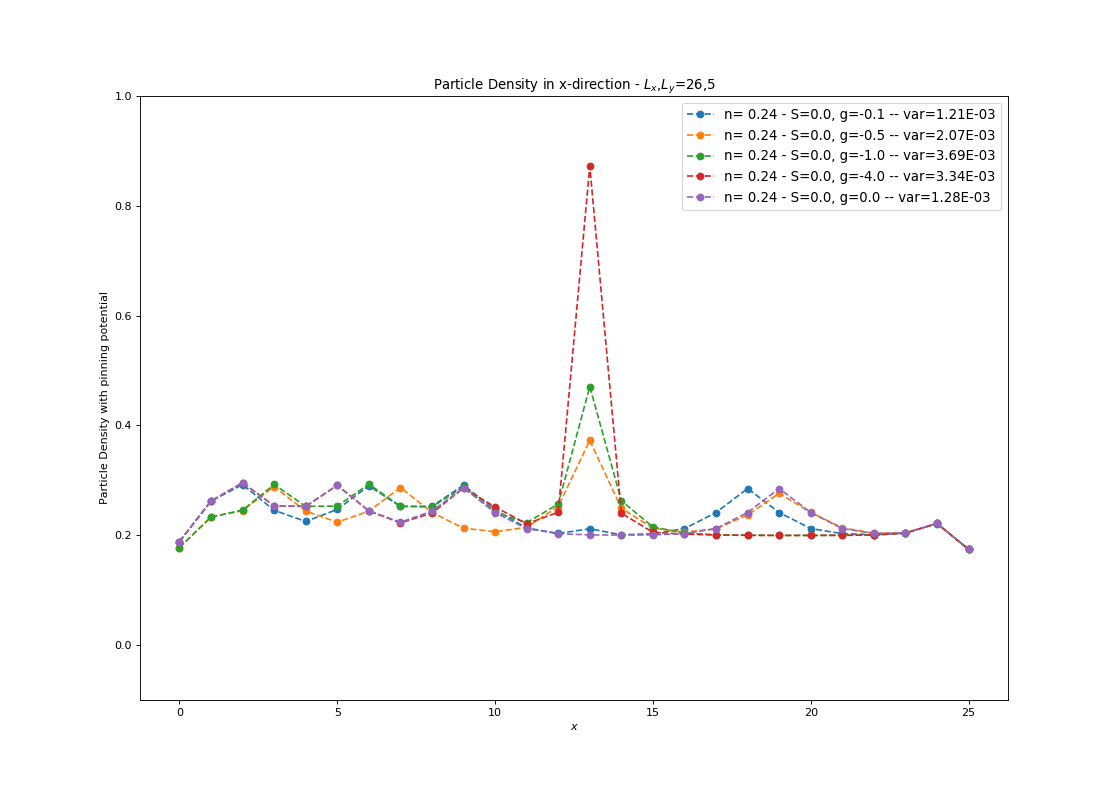 Particle Density in x-direction - Lx,Ly=26,5
1.0
n= 0.24 - S=0.0, g=-0.1 -- var=1.21E-03
n= 0.24 - S=0.0, g=-0.5 -- var=2.07E-03
n= 0.24 - S=0.0, g=-1.0 -- var=3.69E-03
n= 0.24 - S=0.0, g=-4.0 -- var=3.34E-03
n= 0.24 - S=0.0, g=0.0 -- var=1.28E-03
0.8
0.6
0.4
0.2
0.0
Particle Density with pinning potential
0 5 10 15 20 25
x